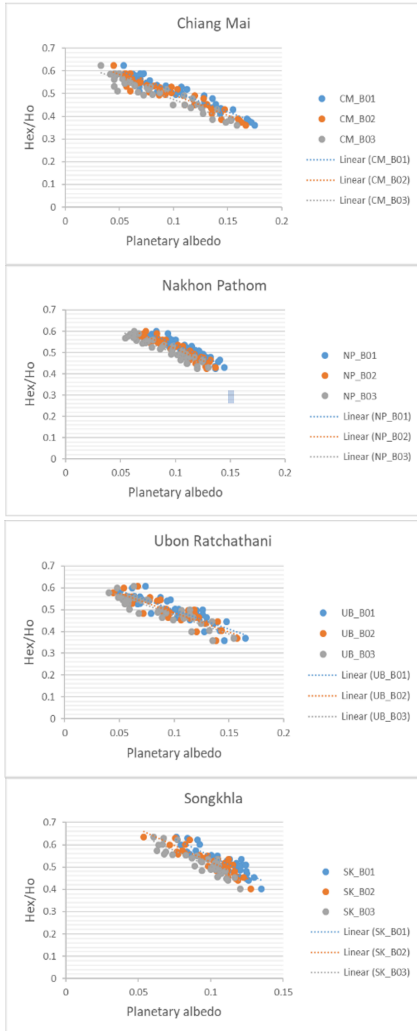 Chiang Mai
Hex/Ho
0.7
0.6
0.5
0.4
0.3
0.2
0.1
0
0 0.05 0.1 0.15 0.2
Planetary albedo
CM_B01
CM_B02
CM_B03
Linear (CM_B01)
Linear (CM_B02)
Linear (CM_B03)
Nakhon Pathom
Hex/Ho
0.7
0.6
0.5
0.4
0.3
0.2
0.1
0
0 0.05 0.1 0.15 0.2
Planetary albedo
NP_B01
NP_B02
NP_B03
Linear (NP_B01)
Linear (NP_B02)
Linear (NP_B03)
Ubon Ratchathani
Hex/Ho
0.7
0.6
0.5
0.4
0.3
0.2
0.1
0
0 0.05 0.1 0.15 0.2
Planetary albedo
UB_B01
UB_B02
UB_B03
Linear (UB_B01)
Linear (UB_B02)
Linear (UB_B03)
Songkhla
Hex/Ho
0.7
0.6
0.5
0.4
0.3
0.2
0.1
0
0 0.05 0.1 0.15
Planetary albedo
SK_B01
SK_B02
SK_B03
Linear (SK_B01)
Linear (SK_B02)
Linear (SK_B03)